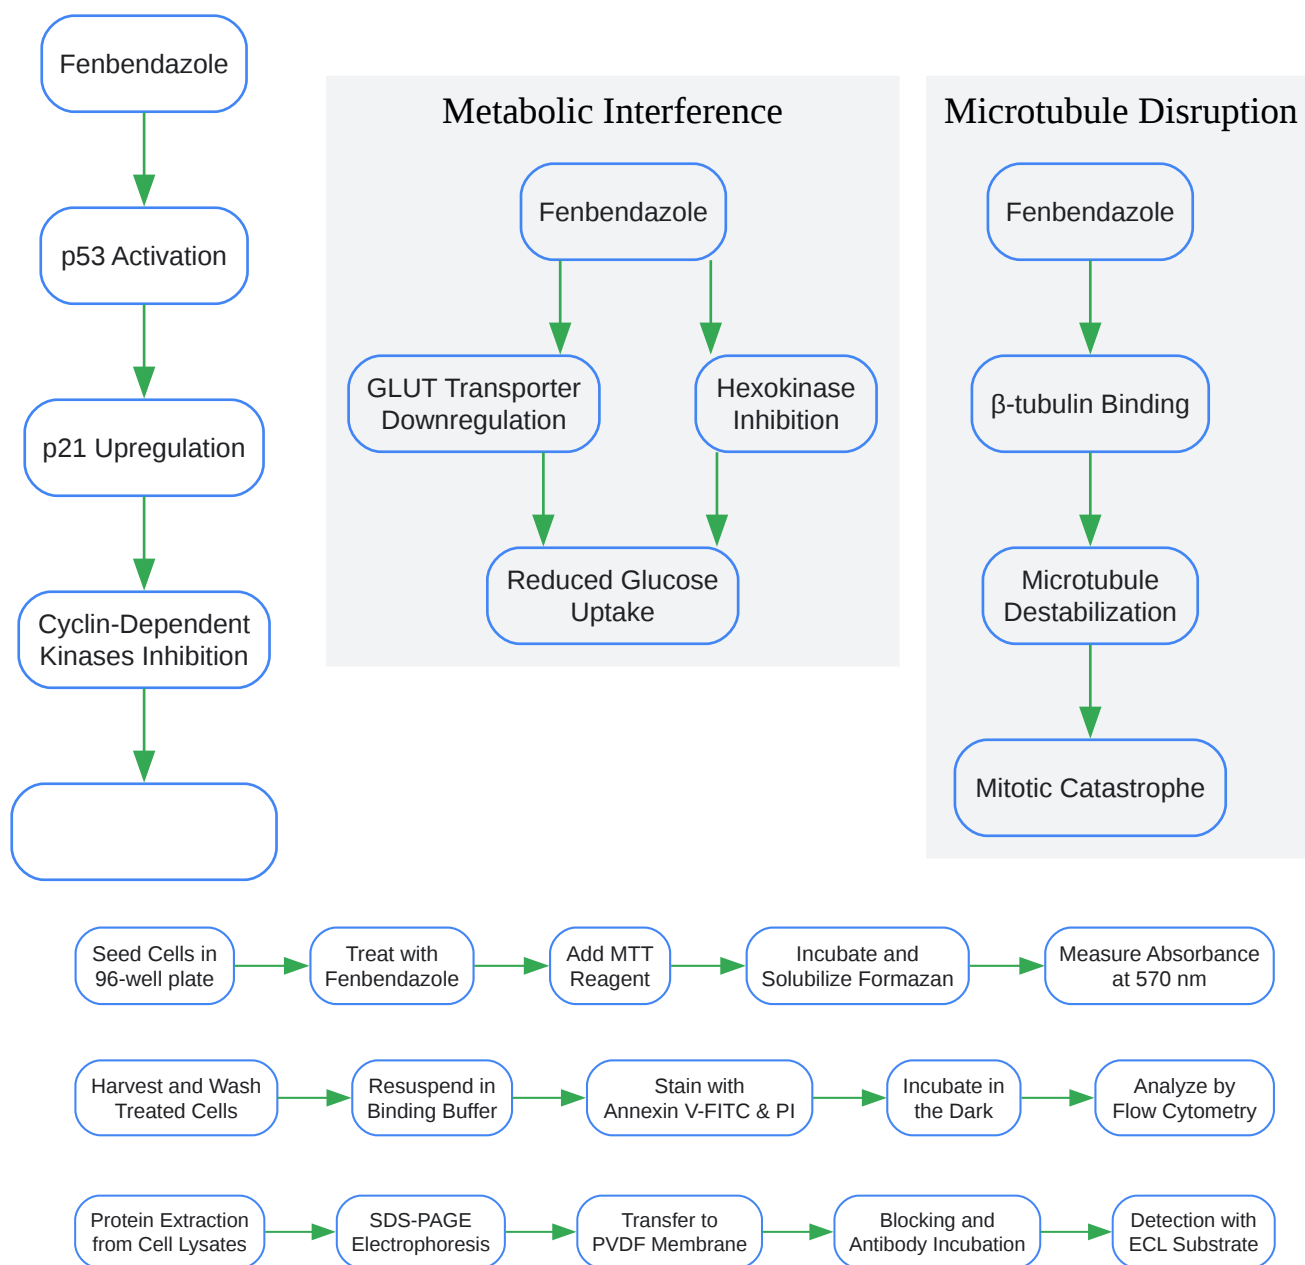 Fenbendazole
p53 Activation
p21 Upregulation
Cyclin-Dependent
Kinases Inhibition
Metabolic Interference
Fenbendazole
GLUT Transporter
Downregulation
Hexokinase
Inhibition
Reduced Glucose
Uptake
Microtubule Disruption
Fenbendazole
β-tubulin Binding
Microtubule
Destabilization
Mitotic Catastrophe
Seed Cells in
96-well plate
Treat with
Fenbendazole
Add MTT
Reagent
Incubate and
Solubilize Formazan
Measure Absorbance
at 570 nm
Harvest and Wash
Treated Cells
Resuspend in
Binding Buffer
Stain with
Annexin V-FITC & PI
Incubate in
the Dark
Analyze by
Flow Cytometry
Protein Extraction
from Cell Lysates
SDS-PAGE
Electrophoresis
Transfer to
PVDF Membrane
Blocking and
Antibody Incubation
Detection with
ECL Substrate